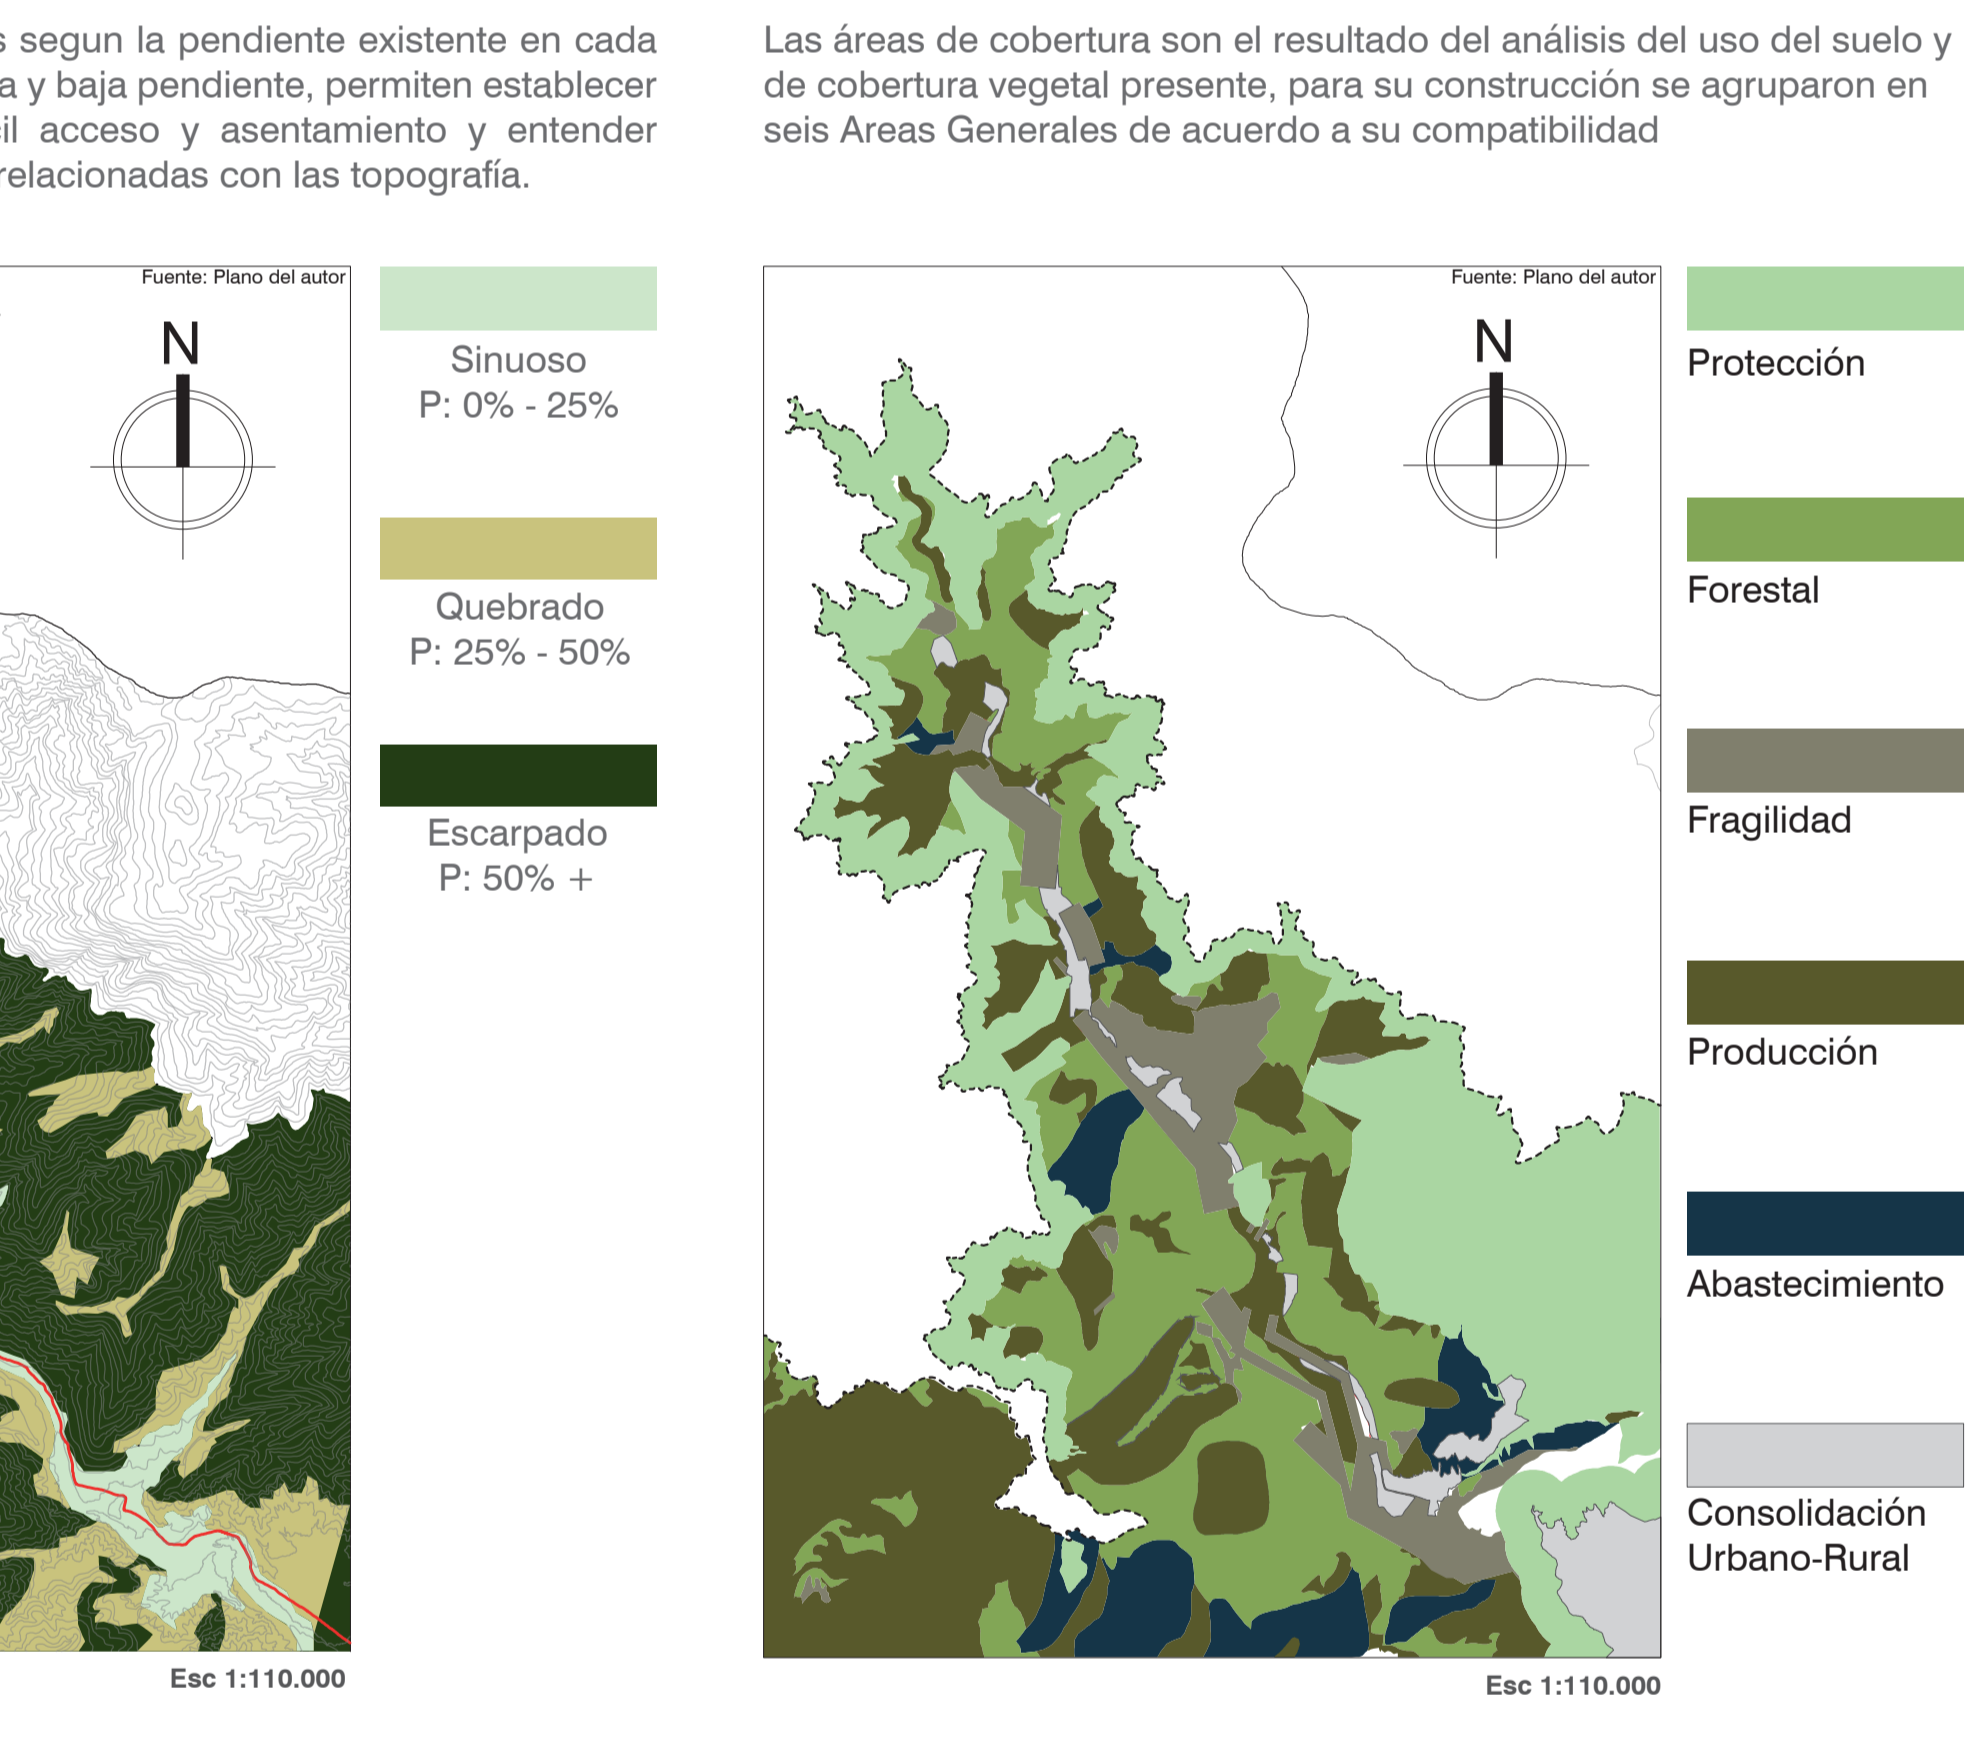 segun la pendiente existente en cada
a y baja pendiente, permiten establecer
acceso y asentamiento y entender
relacionadas con las topografía.
Las áreas de cobertura son el resultado del análisis del uso del suelo y
de cobertura vegetal presente, para su construcción se agruparon en
seis Areas Generales de acuerdo a su compatibilidad
Fuente: Plano del autor
N
Sinuoso
P: 0% - 25%
Quebrado
P: 25% - 50%
Escarpado
P: 50% +
Esc 1:110.000
Fuente: Plano del autor
N
Protección
Forestal
Fragilidad
Producción
Abastecimiento
Consolidación
Urbano-Rural
Esc 1:110.000